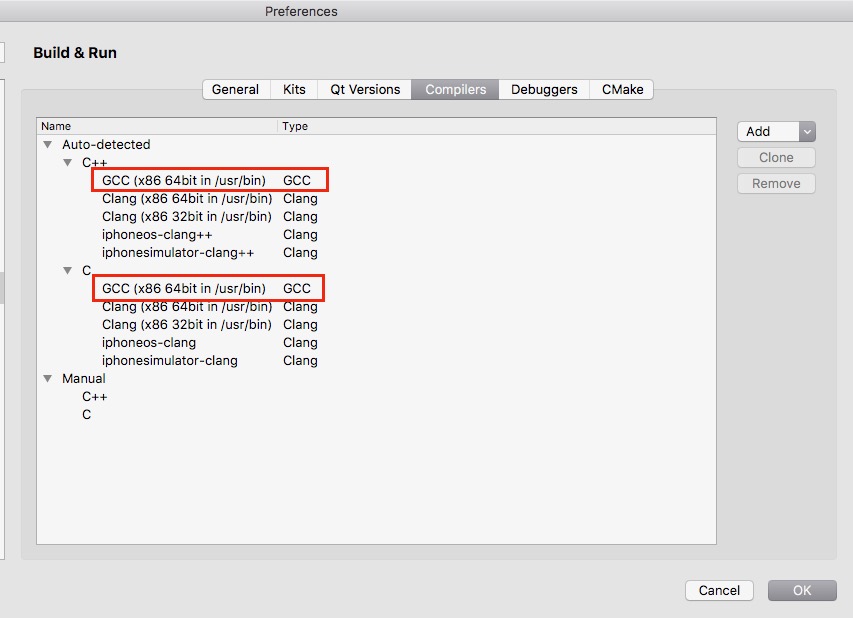 Preferences
Build & Run
General Kits Qt Versions Compilers Debuggers CMake
Name Type
Auto-detected
C++
GCC (x86 64bit in /usr/bin) GCC
Clang (x86 64bit in /usr/bin) Clang
Clang (x86 32bit in /usr/bin) Clang
iphoneos-clang++ Clang
iphonesimulator-clang++ Clang
C
GCC (x86 64bit in /usr/bin) GCC
Clang (x86 64bit in /usr/bin) Clang
Clang (x86 32bit in /usr/bin) Clang
iphoneos-clang Clang
iphonesimulator-clang Clang
Manual
C++
C
Add
Clone
Remove
Cancel OK